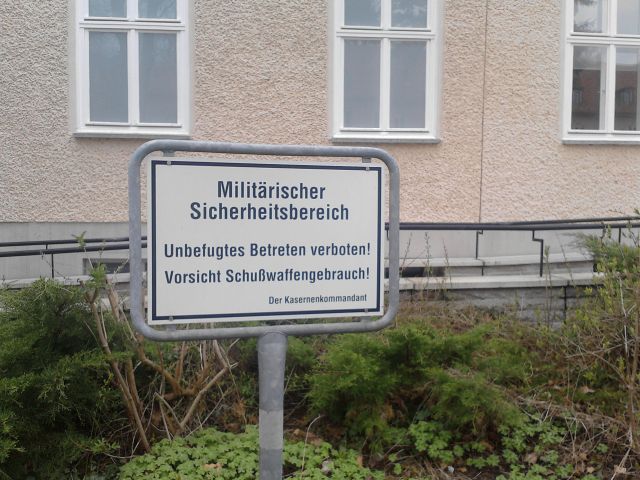 Militärischer
Sicherheitsbereich
Unbefugtes Betreten verboten!
Vorsicht Schußwaffengebrauch!
Der Kasernenkommandant